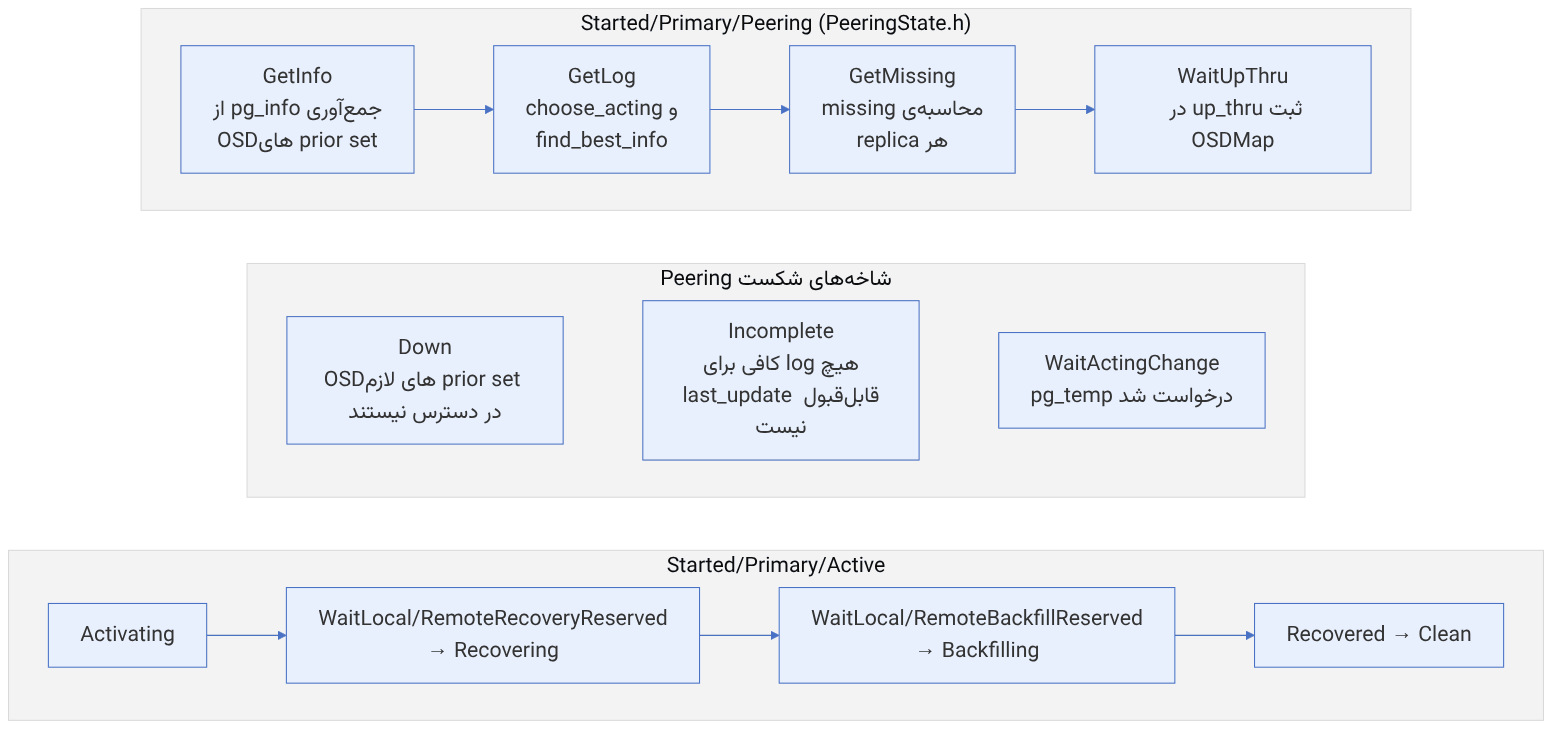 Started/Primary/Peering (PeeringState.h)
GetInfo
جمع‌آوری pg_info از
OSDهای prior set
GetLog
choose_acting و
find_best_info
GetMissing
محاسبه‌ی missing
هر replica
WaitUpThru
ثبت up_thru در
OSDMap
شاخه‌های شکست Peering
Down
OSDهای لازم prior set
در دسترس نیستند
Incomplete
هیچ log کافی برای
last_update قابل‌قبول
نیست
WaitActingChange
درخواست شد pg_temp
Started/Primary/Active
Activating
WaitLocal/RemoteRecoveryReserved
→ Recovering
WaitLocal/RemoteBackfillReserved
→ Backfilling
Recovered → Clean